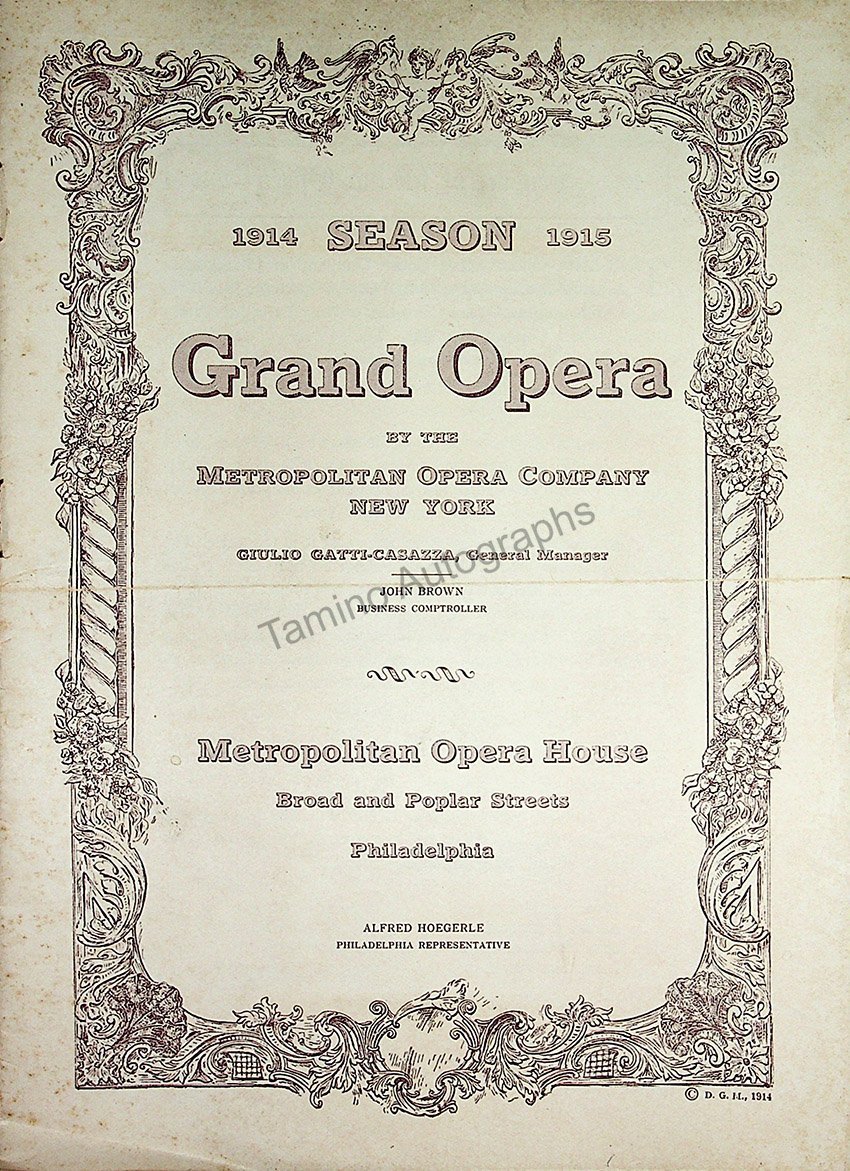 1914 SEASON 1915
Grand Opera
BY THE
METROPOLITAN OPERA COMPANY
NEW YORK
GIULIO GATTI-CASAZZA, General Manager
JOHN BROWN
BUSINESS COMPTROLLER
Tamino Autographs
Metropolitan Opera House
Broad and Poplar Streets
Philadelphia
ALFRED HOEGERLE
PHILADELPHIA REPRESENTATIVE
© D. G. M., 1914